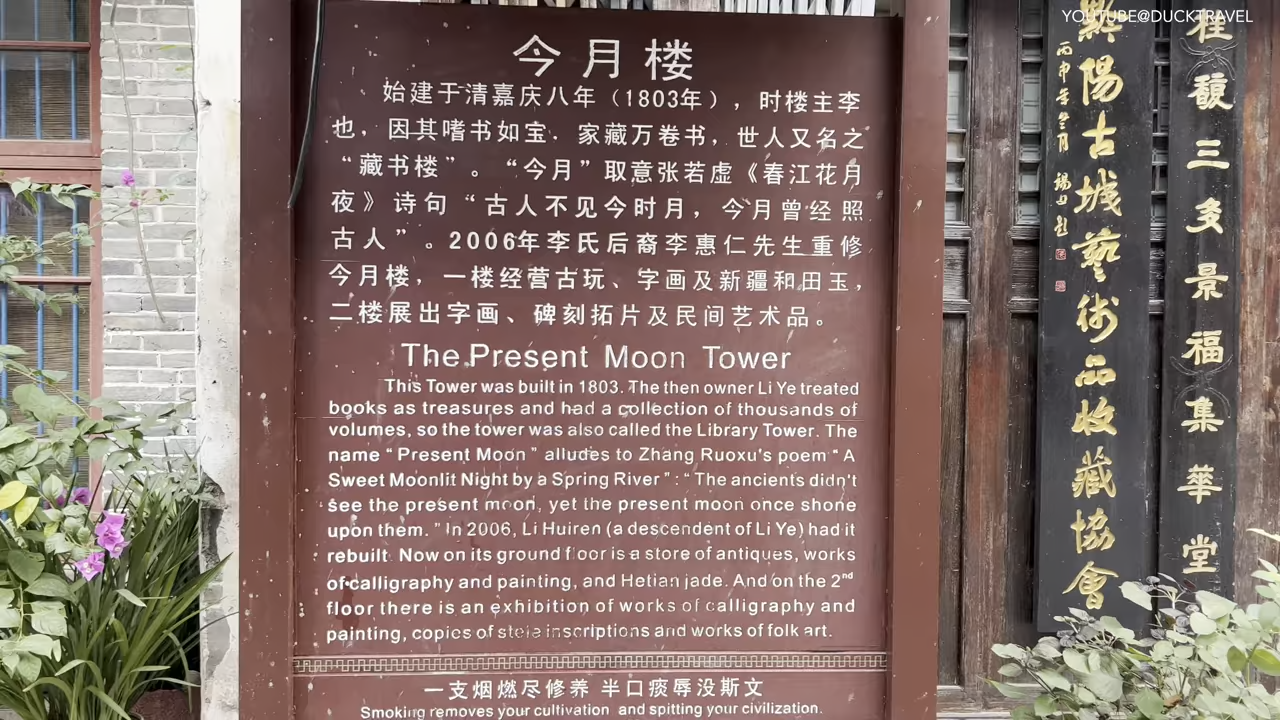 YOUTUBE@DUCKTRAVEL
今月楼
始建于清嘉庆八年（1803年），时楼主李
也，因其嗜书如宝．家藏万卷书，世人又名之
“藏书楼”。“今月”取意张若虚《春江花月
夜》诗句“古人不见今时月，今月曾经照
古人”。2006年李氏后裔李惠仁先生重修
今月楼，一楼经营古玩、字画及新疆和田玉，
二楼展出字画、碑刻拓片及民间艺术品。
The Present Moon Tower
This Tower was built in 1803. The then owner Li Ye treated
books as treasures and had a collection of thousands of
volumes, so the tower was also called the Library Tower. The
name “Present Moon” alludes to Zhang Ruoxu's poem “A
Sweet Moonlit Night by a Spring River”: “The ancients didn't
see the present moon, yet the present moon once shone
upon them.” In 2006, Li Huiren (a descendent of Li Ye) had it
rebuilt. Now on its ground floor is a store of antiques, works
of calligraphy and painting, and Hetian jade. And on the 2nd
floor there is an exhibition of works of calligraphy and
painting, copies of stele inscriptions and works of folk art.
一支烟燃尽修养 半口痰辱没斯文
Smoking removes your cultivation and spitting your civilization.
桂馥三多景福集華堂
黔陽古城藝術品收藏協會